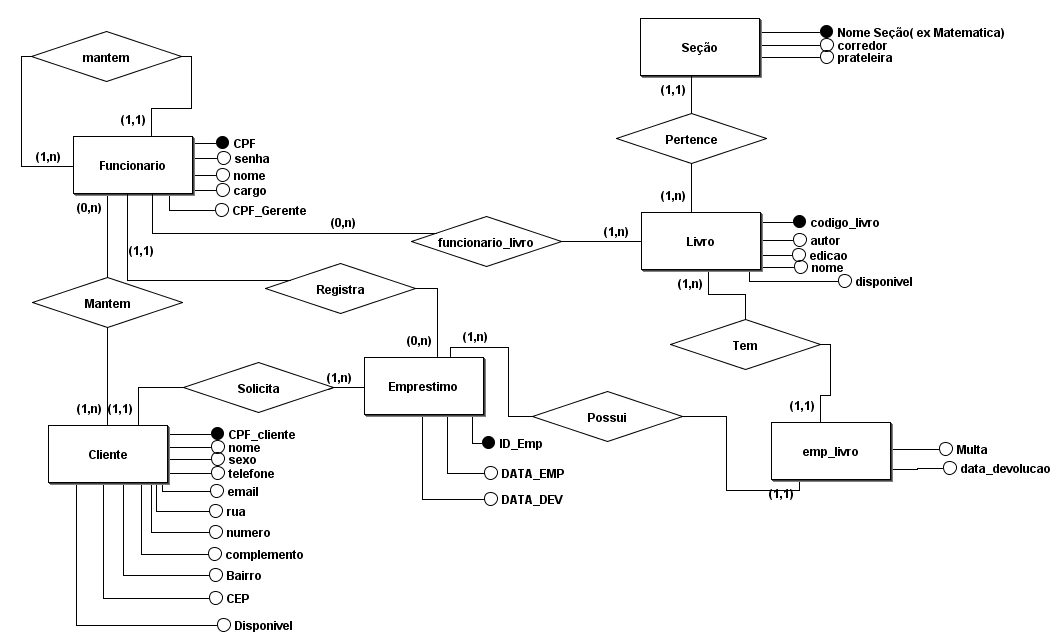 mantem
(1,1)
(1,n)
Funcionario
CPF
senha
nome
cargo
CPF_Gerente
(0,n)
(1,1)
(0,n)
funcionario_livro
(1,n)
Seção
Nome Seção( ex Matematica)
corredor
prateleira
(1,1)
Pertence
(1,n)
Livro
codigo_livro
autor
edicao
nome
disponivel
(1,n)
Tem
(1,1)
Mantem
Registra
(0,n)
(1,n)
Solicita
(1,n)
Emprestimo
ID_Emp
DATA_EMP
DATA_DEV
Possui
emp_livro
Multa
data_devolucao
(1,1)
(1,n)
(1,1)
Cliente
CPF_cliente
nome
sexo
telefone
email
rua
numero
complemento
Bairro
CEP
Disponivel